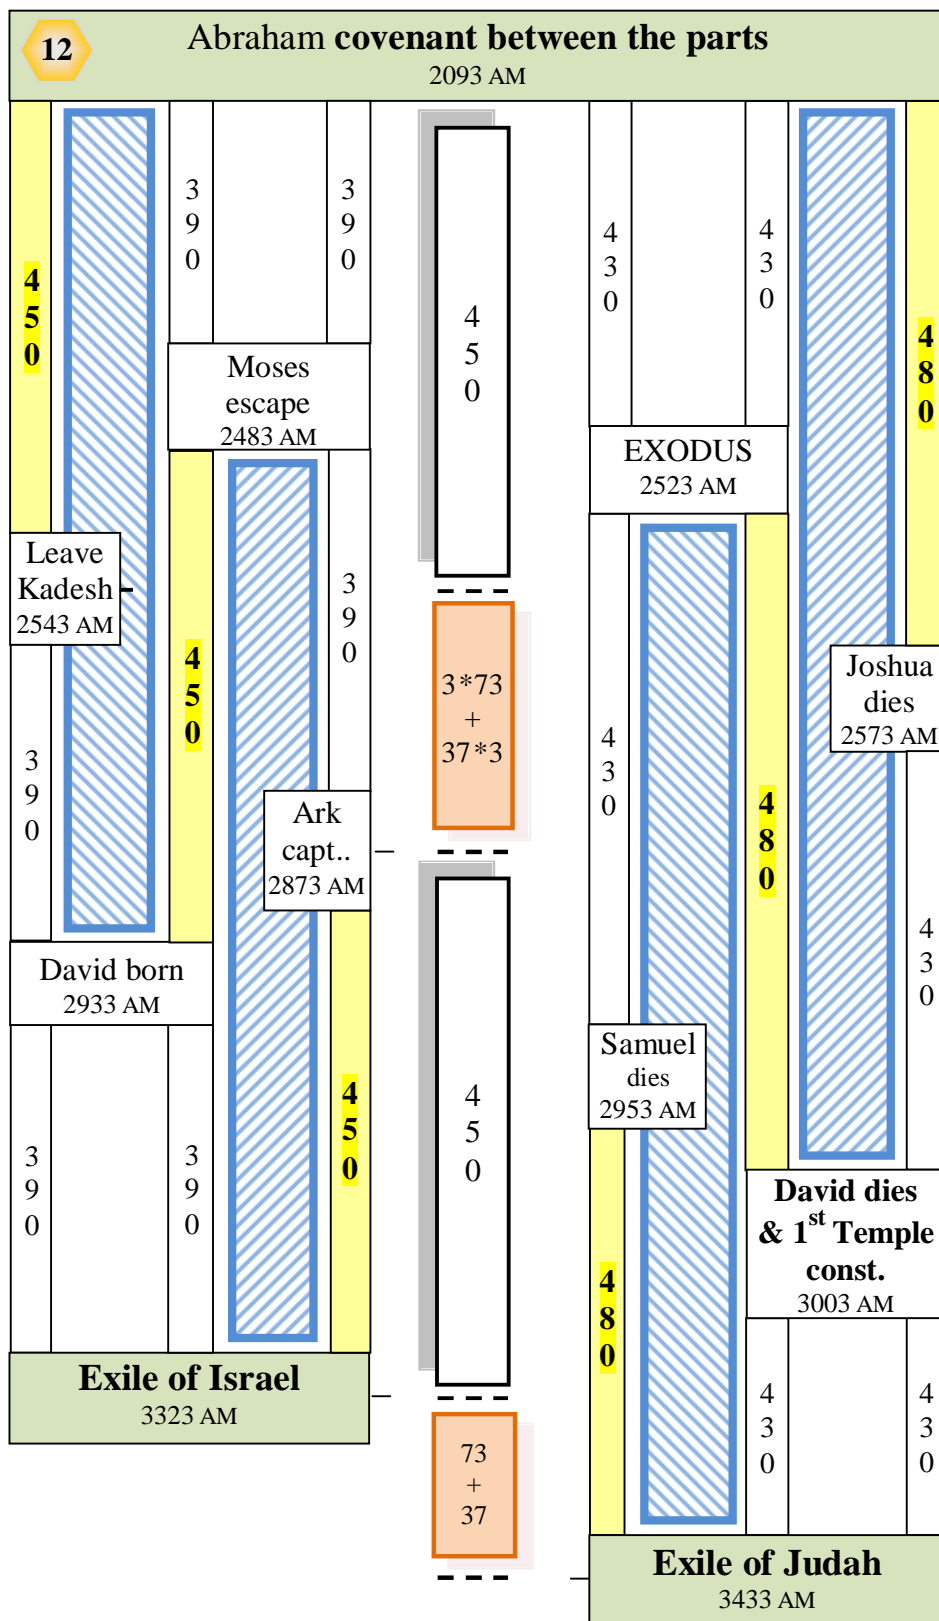 12
Abraham covenant between the parts
2093 AM
390
390
450
Moses
escape
2483 AM
Leave
Kadesh
2543 AM
450
390
390
Ark
capt..
2873 AM
David born
2933 AM
390
390
450
Exile of Israel
3323 AM
450
3*73
+
37*3
450
73
+
37
430
430
480
EXODUS
2523 AM
Joshua
dies
2573 AM
430
480
430
Samuel
dies
2953 AM
David dies
& 1st Temple
const.
3003 AM
480
430
430
Exile of Judah
3433 AM